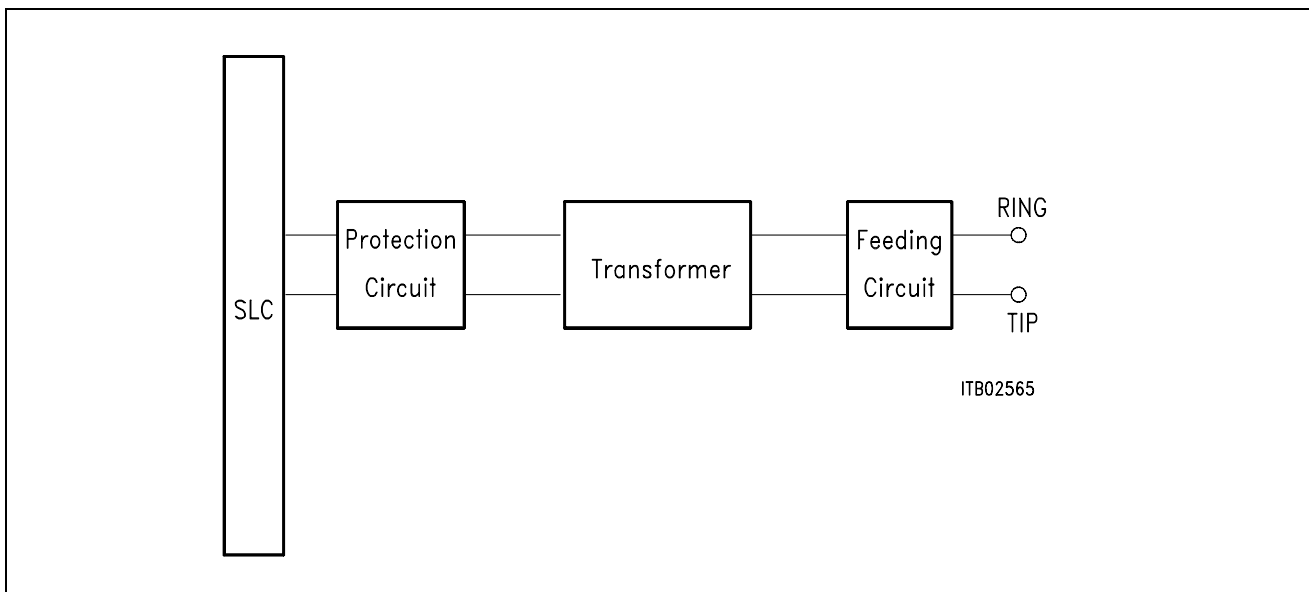 SLC
Protection
Circuit
Transformer
Feeding
Circuit
RING
TIP
ITB02565